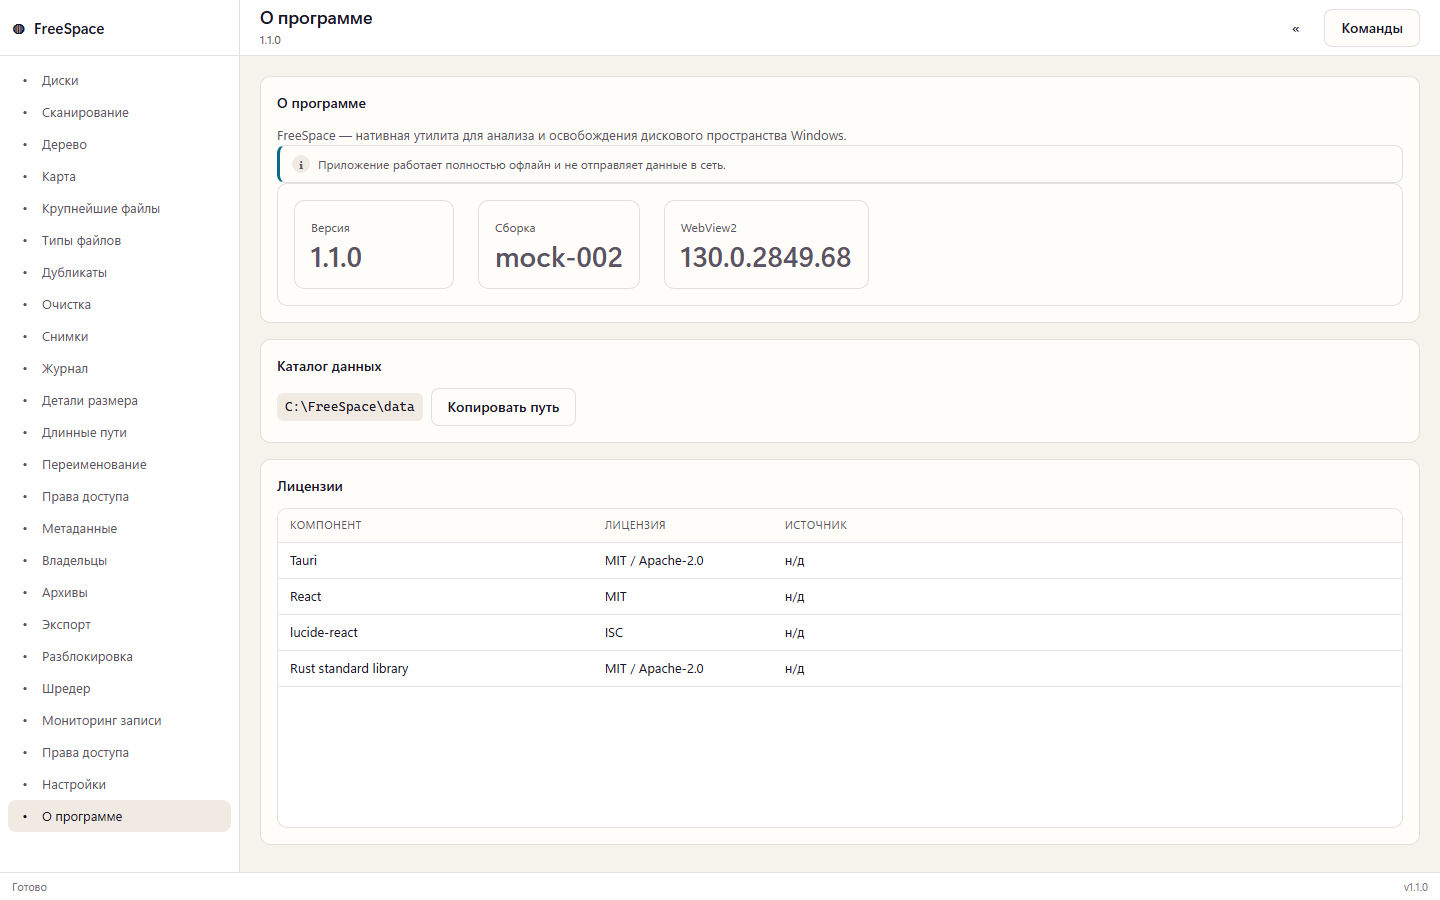 FreeSpace
О программе
1.1.0
«
Команды
Диски
Сканирование
Дерево
Карта
Крупнейшие файлы
Типы файлов
Дубликаты
Очистка
Снимки
Журнал
Детали размера
Длинные пути
Переименование
Права доступа
Метаданные
Владельцы
Архивы
Экспорт
Разблокировка
Шредер
Мониторинг записи
Права доступа
Настройки
О программе
О программе
FreeSpace — нативная утилита для анализа и освобождения дискового пространства Windows.
i Приложение работает полностью офлайн и не отправляет данные в сеть.
Версия
1.1.0
Сборка
mock-002
WebView2
130.0.2849.68
Каталог данных
C:\FreeSpace\data
Копировать путь
Лицензии
КОМПОНЕНТ ЛИЦЕНЗИЯ ИСТОЧНИК
Tauri MIT / Apache-2.0 н/д
React MIT н/д
lucide-react ISC н/д
Rust standard library MIT / Apache-2.0 н/д
Готово
v1.1.0